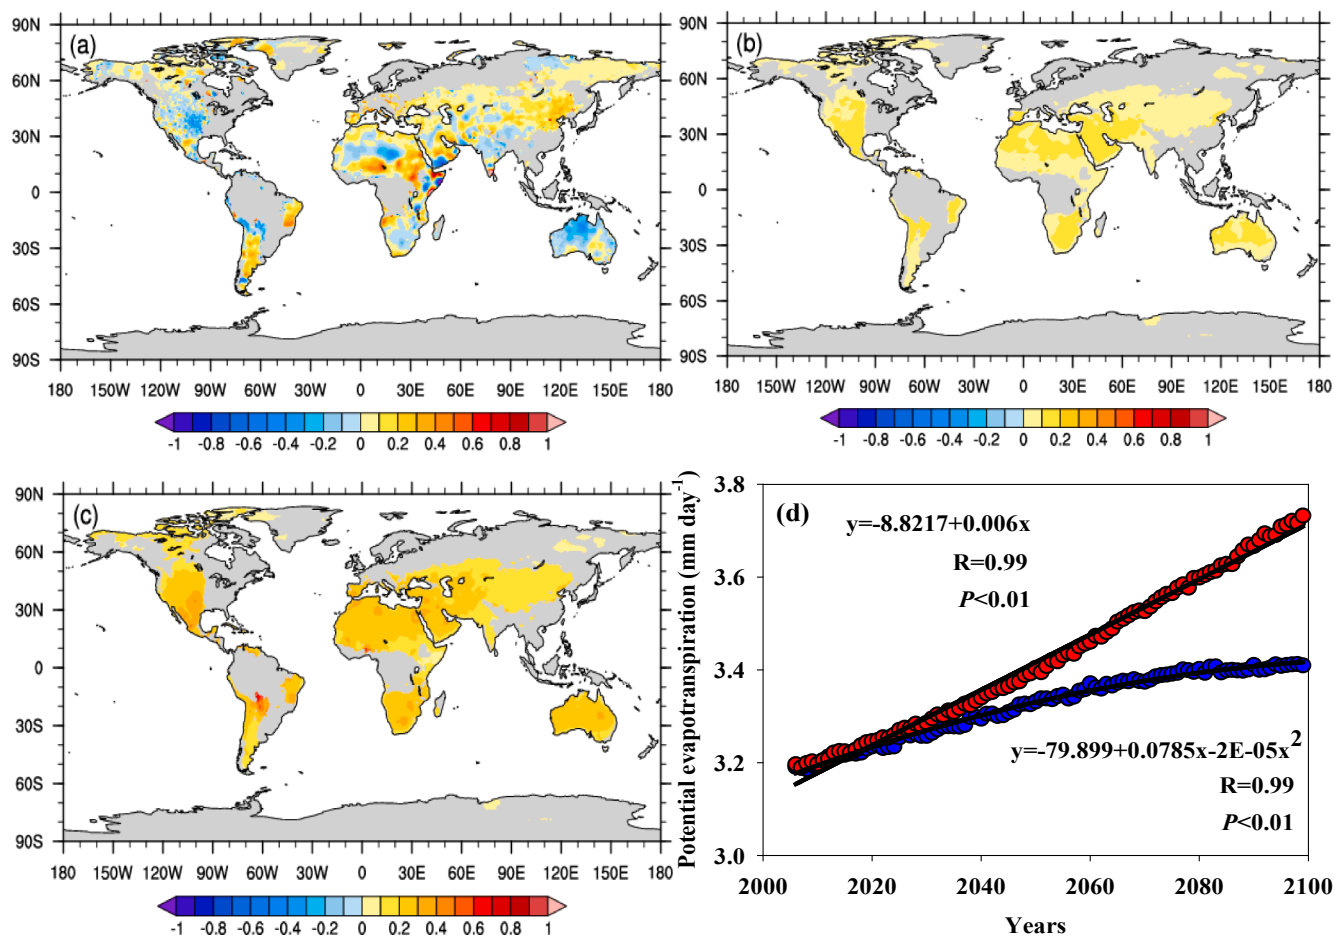 (a)
90N
60N
30N
0
30S
60S
90S
180 150W 120W 90W 60W 30W 0 30E 60E 90E 120E 150E 180
-1 -0.8 -0.6 -0.4 -0.2 0 0.2 0.4 0.6 0.8 1
(b)
90N
60N
30N
0
30S
60S
90S
180 150W 120W 90W 60W 30W 0 30E 60E 90E 120E 150E 180
-1 -0.8 -0.6 -0.4 -0.2 0 0.2 0.4 0.6 0.8 1
(c)
90N
60N
30N
0
30S
60S
90S
180 150W 120W 90W 60W 30W 0 30E 60E 90E 120E 150E 180
-1 -0.8 -0.6 -0.4 -0.2 0 0.2 0.4 0.6 0.8 1
(d)
Potential evapotranspiration (mm day⁻¹)
3.8
3.6
3.4
3.2
3.0
y=-8.8217+0.006x
R=0.99
P<0.01
y=-79.899+0.0785x-2E-05x²
R=0.99
P<0.01
2000 2020 2040 2060 2080 2100
Years